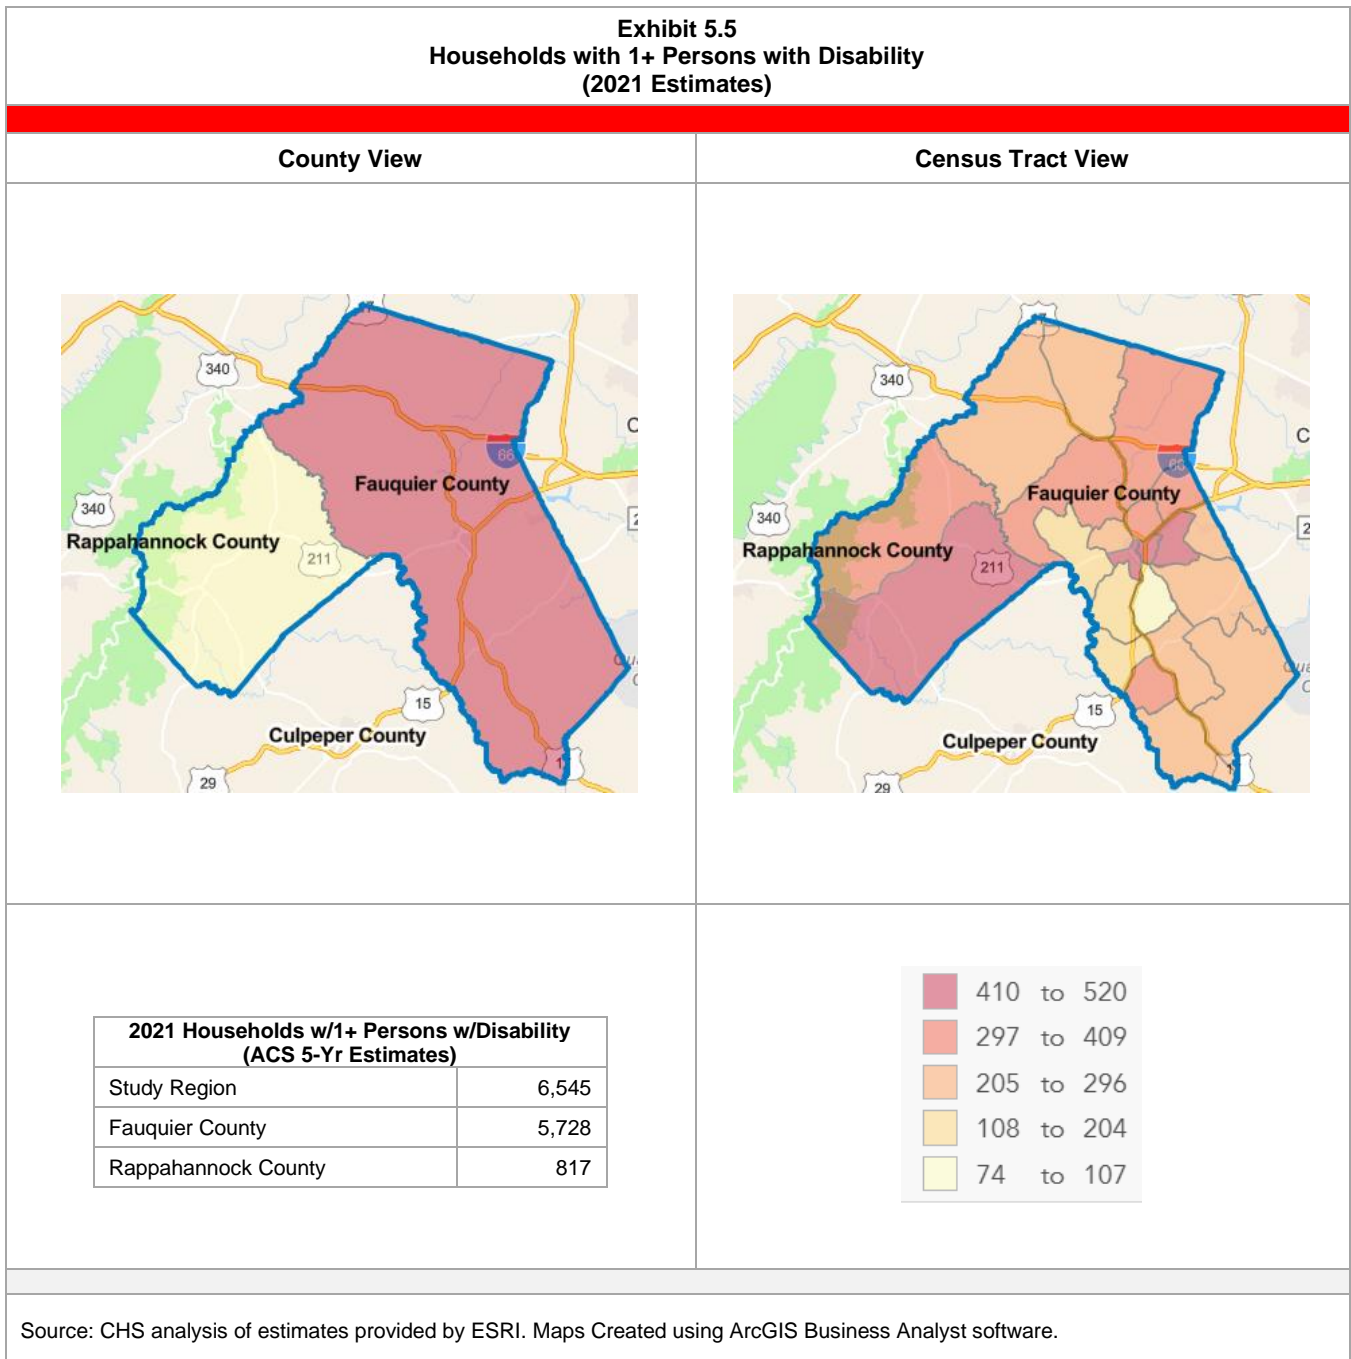 Exhibit 5.5
Households with 1+ Persons with Disability
(2021 Estimates)
County View
Census Tract View
340
66
Fauquier County
340
Rappahannock County
211
15
Culpeper County
29
340
66
Fauquier County
340
Rappahannock County
211
15
Culpeper County
29
2021 Households w/1+ Persons w/Disability
(ACS 5-Yr Estimates)
Study Region 6,545
Fauquier County 5,728
Rappahannock County 817
410 to 520
297 to 409
205 to 296
108 to 204
74 to 107
Source: CHS analysis of estimates provided by ESRI. Maps Created using ArcGIS Business Analyst software.